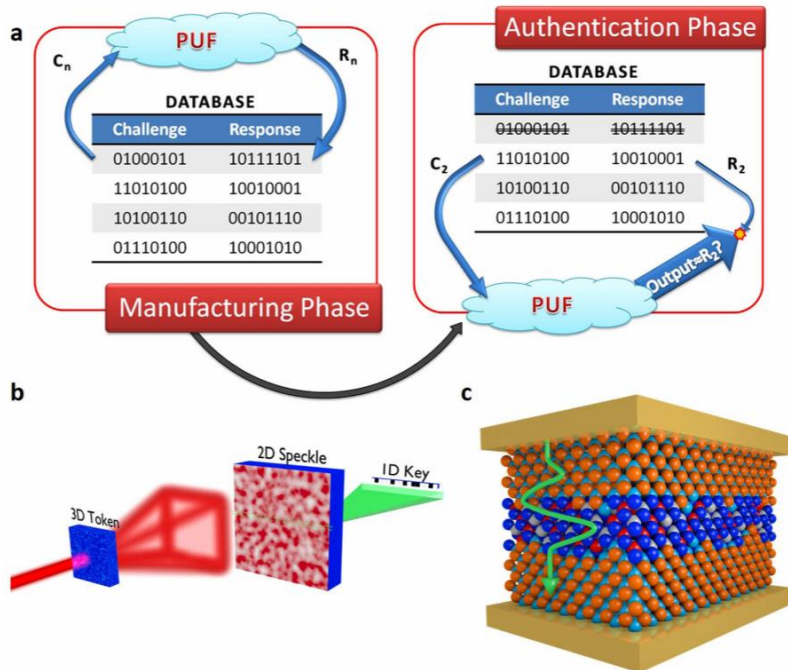 a
PUF
Cn
Rn
DATABASE
Challenge Response
01000101 10111101
11010100 10010001
10100110 00101110
01110100 10001010
Manufacturing Phase
Authentication Phase
DATABASE
Challenge Response
01000101 10111101
11010100 10010001
10100110 00101110
01110100 10001010
C2
R2
Output=R2?
PUF
b
3D Token
2D Speckle
1D Key
c